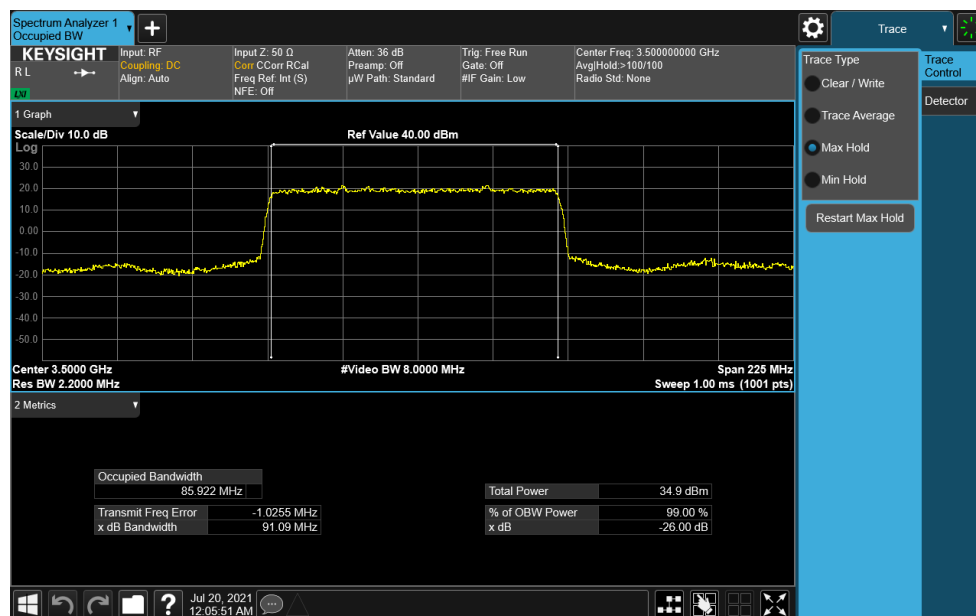 Spectrum Analyzer 1
Occupied BW
+
Trace
KEYSIGHT
R L
LXI
Input: RF
Coupling: DC
Align: Auto
Input Z: 50 Ω
Corr CCorr RCal
Freq Ref: Int (S)
NFE: Off
Atten: 36 dB
Preamp: Off
µW Path: Standard
Trig: Free Run
Gate: Off
#IF Gain: Low
Center Freq: 3.500000000 GHz
Avg|Hold:>100/100
Radio Std: None
Trace Type
Clear / Write
Trace Average
Max Hold
Min Hold
Restart Max Hold
Trace
Control
Detector
1 Graph
Scale/Div 10.0 dB
Ref Value 40.00 dBm
Log
30.0
20.0
10.0
0.00
-10.0
-20.0
-30.0
-40.0
-50.0
Center 3.5000 GHz
#Video BW 8.0000 MHz
Span 225 MHz
Res BW 2.2000 MHz
Sweep 1.00 ms (1001 pts)
2 Metrics
Occupied Bandwidth
85.922 MHz
Total Power 34.9 dBm
Transmit Freq Error -1.0255 MHz
% of OBW Power 99.00 %
x dB Bandwidth 91.09 MHz
x dB -26.00 dB
?
Jul 20, 2021
12:05:51 AM